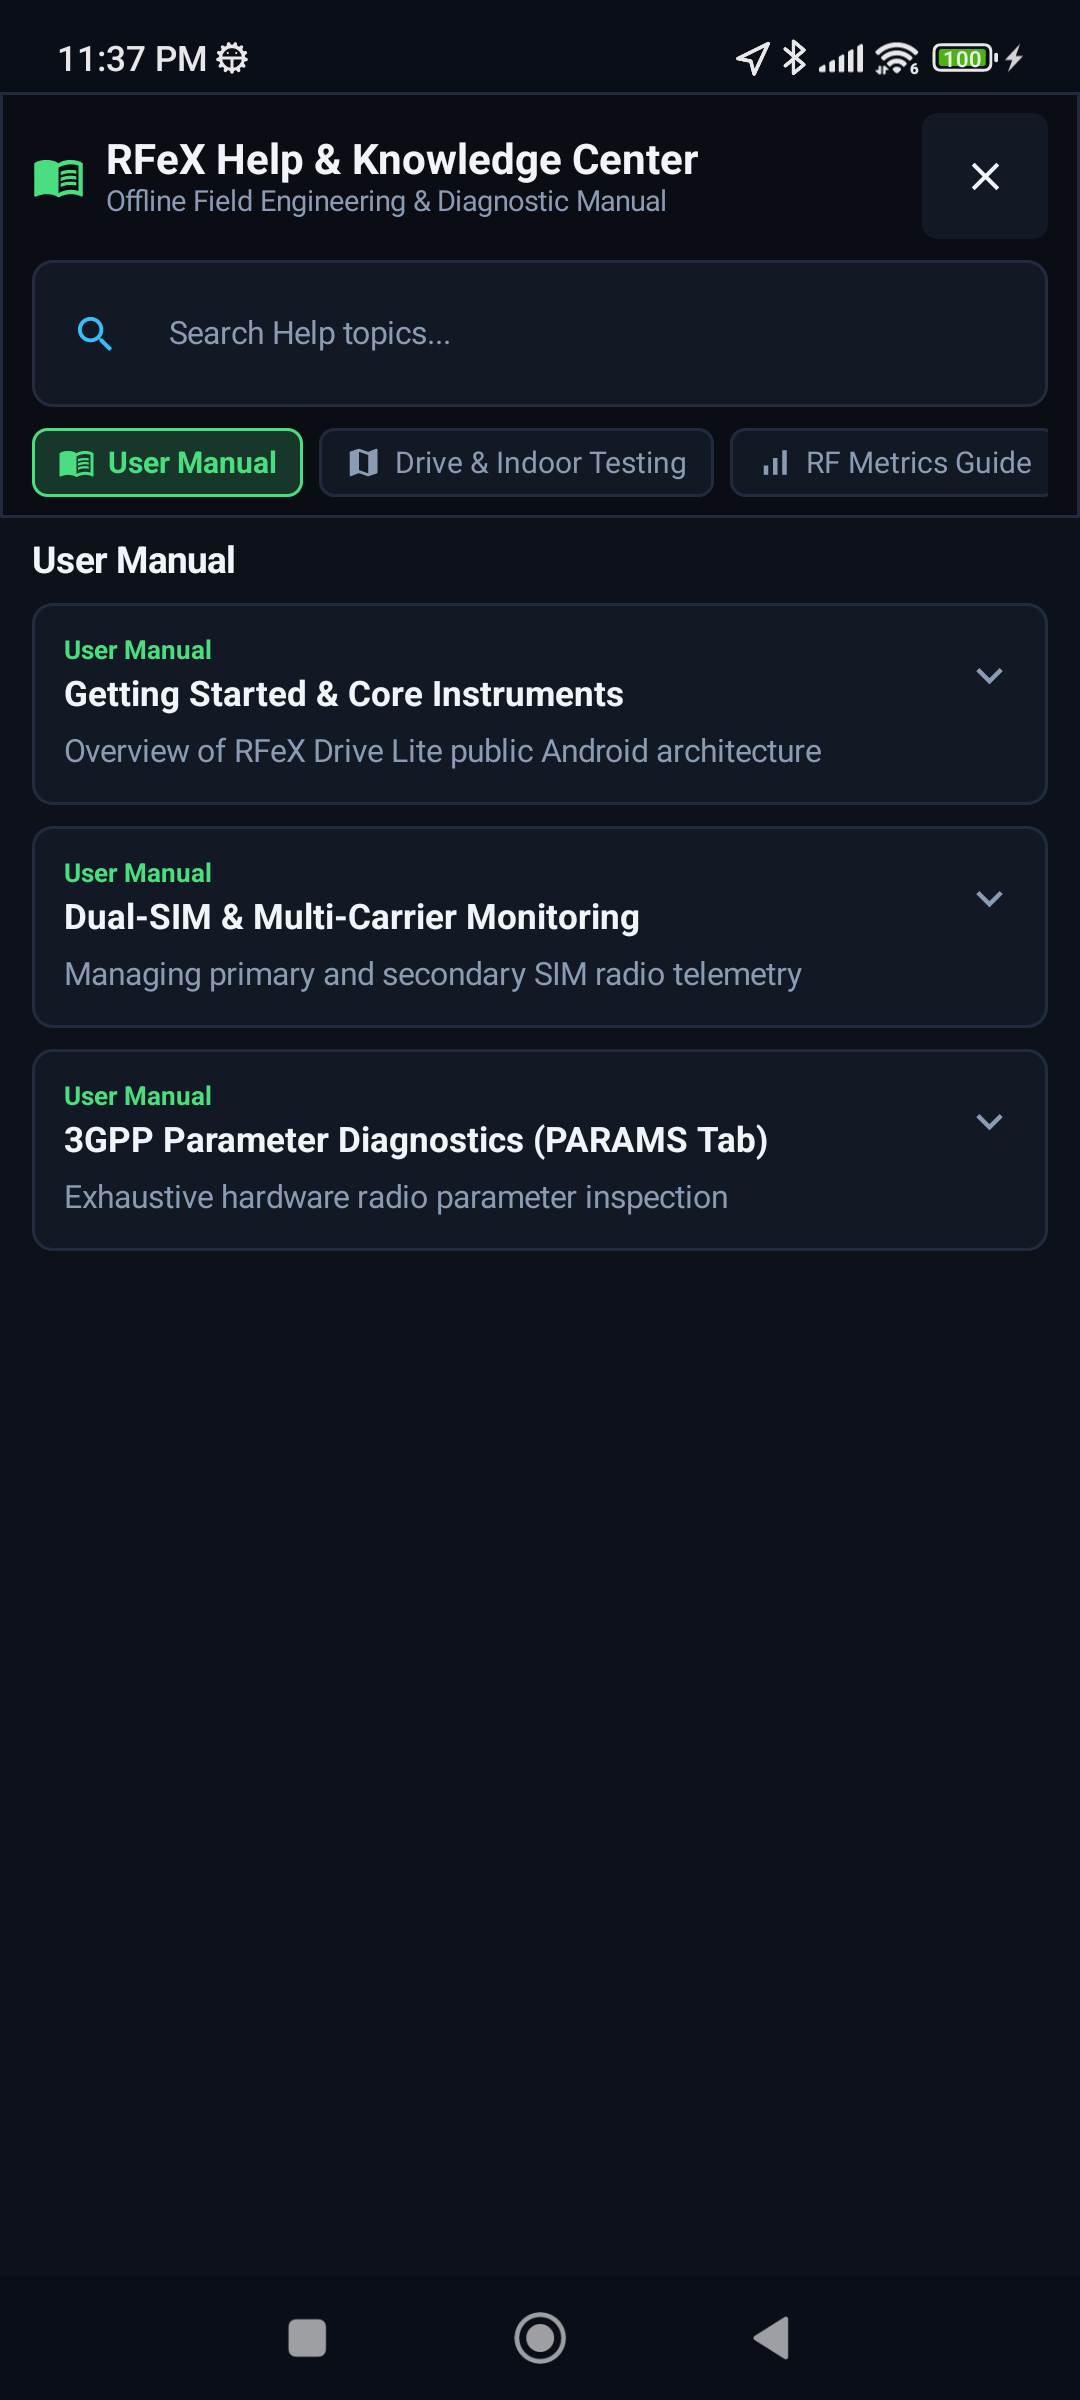 11:37 PM
6
100
RFeX Help & Knowledge Center
Offline Field Engineering & Diagnostic Manual
Search Help topics...
User Manual
Drive & Indoor Testing
RF Metrics Guide
User Manual
User Manual
Getting Started & Core Instruments
Overview of RFeX Drive Lite public Android architecture
User Manual
Dual-SIM & Multi-Carrier Monitoring
Managing primary and secondary SIM radio telemetry
User Manual
3GPP Parameter Diagnostics (PARAMS Tab)
Exhaustive hardware radio parameter inspection